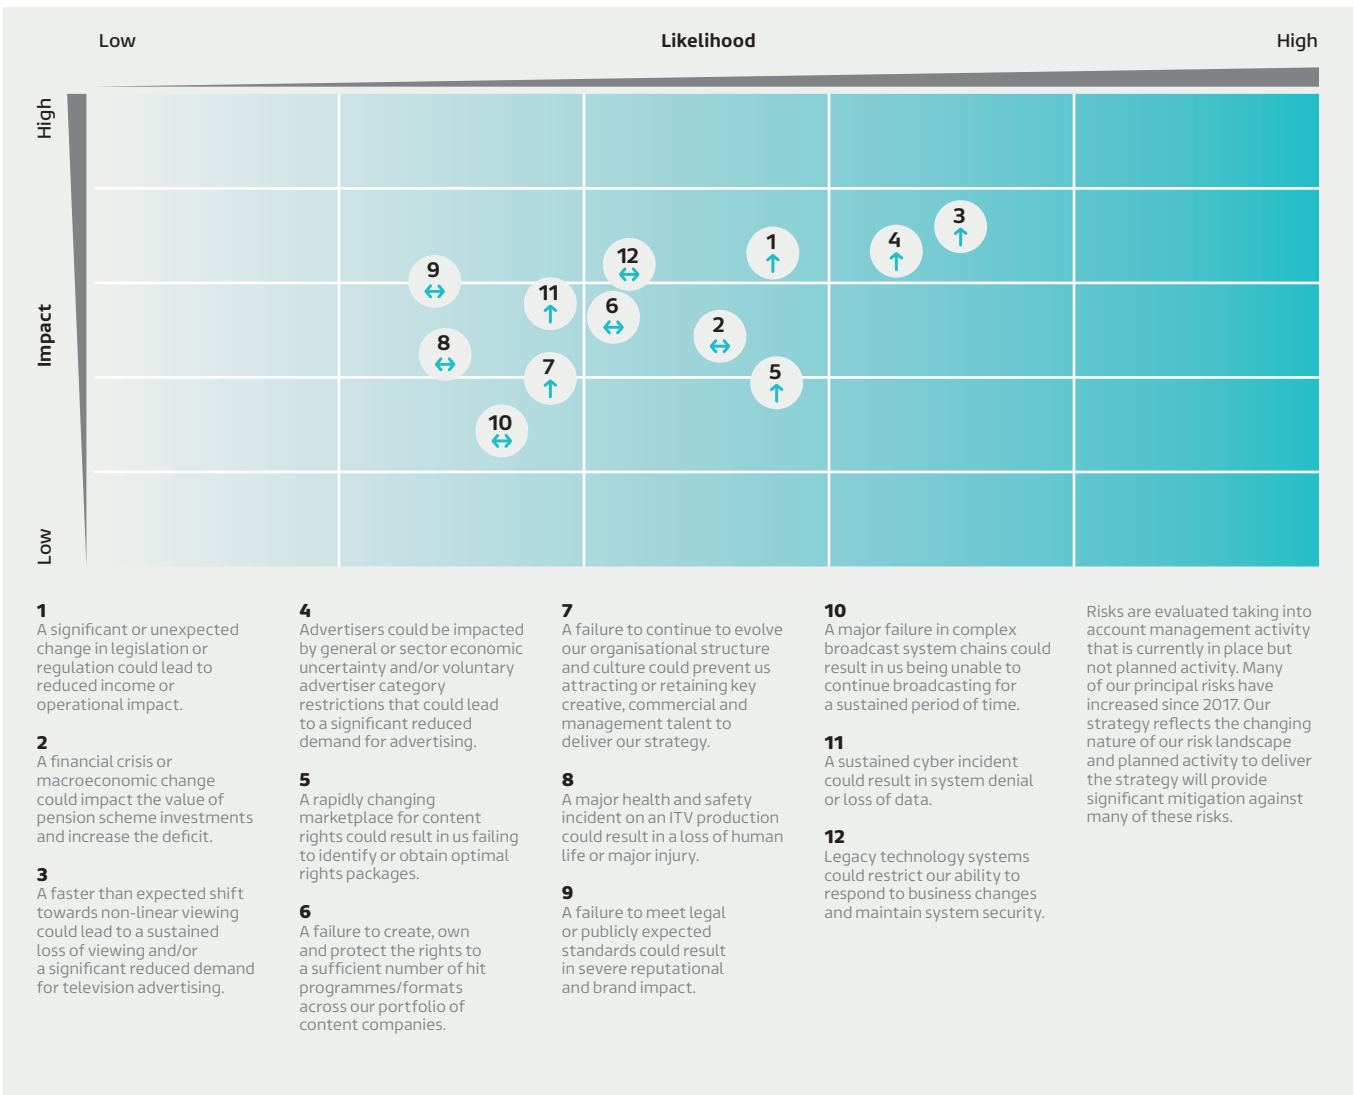 Low
Likelihood
High
High
Impact
Low
3
1
4
12
9
11
6
2
8
7
5
10
1
A significant or unexpected
change in legislation or
regulation could lead to
reduced income or
operational impact.
2
A financial crisis or
macroeconomic change
could impact the value of
pension scheme investments
and increase the deficit.
3
A faster than expected shift
towards non-linear viewing
could lead to a sustained
loss of viewing and/or
a significant reduced demand
for television advertising.
4
Advertisers could be impacted
by general or sector economic
uncertainty and/or voluntary
advertiser category
restrictions that could lead
to a significant reduced
demand for advertising.
5
A rapidly changing
marketplace for content
rights could result in us failing
to identify or obtain optimal
rights packages.
6
A failure to create, own
and protect the rights to
a sufficient number of hit
programmes/formats
across our portfolio of
content companies.
7
A failure to continue to evolve
our organisational structure
and culture could prevent us
attracting or retaining key
creative, commercial and
management talent to
deliver our strategy.
8
A major health and safety
incident on an ITV production
could result in a loss of human
life or major injury.
9
A failure to meet legal
or publicly expected
standards could result
in severe reputational
and brand impact.
10
A major failure in complex
broadcast system chains could
result in us being unable to
continue broadcasting for
a sustained period of time.
11
A sustained cyber incident
could result in system denial
or loss of data.
12
Legacy technology systems
could restrict our ability to
respond to business changes
and maintain system security.
Risks are evaluated taking into
account management activity
that is currently in place but
not planned activity. Many
of our principal risks have
increased since 2017. Our
strategy reflects the changing
nature of our risk landscape
and planned activity to deliver
the strategy will provide
significant mitigation against
many of these risks.